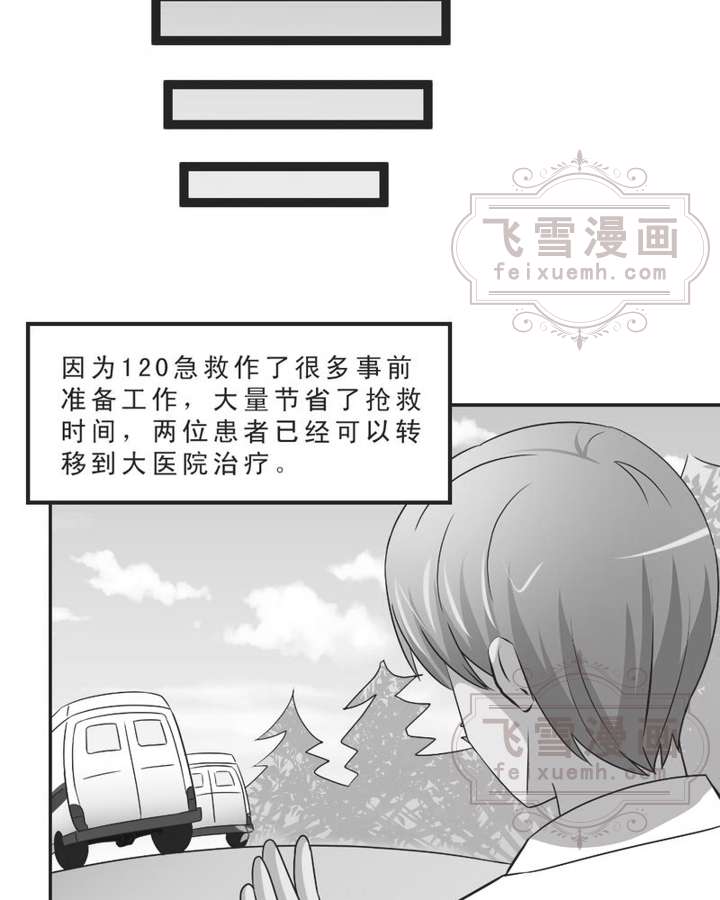 飞雪漫画
feixuemh.com
因为120急救作了很多事前
准备工作，大量节省了抢救
时间，两位患者已经可以转
移到大医院治疗。
飞雪漫画
feixuemh.com